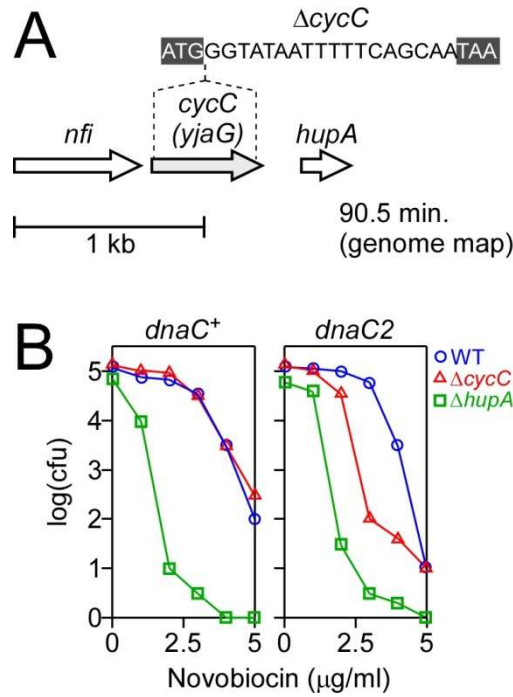 A
ΔcycC
ATGGGTATAATTTTTCAGCAATAA
cycC
(yjaG)
nfi
hupA
1 kb
90.5 min.
(genome map)
B
dnaC+
dnaC2
WT
ΔcycC
ΔhupA
log(cfu)
5
4
3
2
1
0
0
2.5
5
0
2.5
5
Novobiocin (μg/ml)